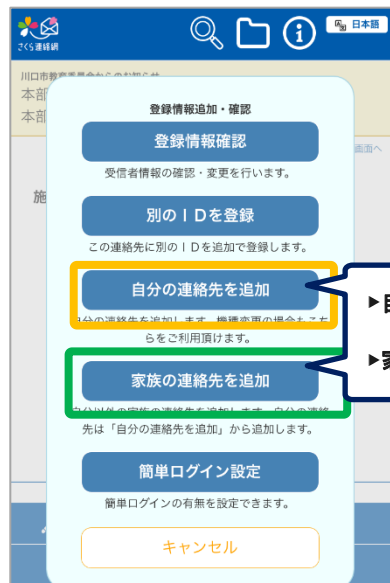 さくら連絡網
日本語
川口市教育委員会からのお知らせ
本部
本部
画面へ
施
登録情報追加・確認
登録情報確認
受信者情報の確認・変更を行います。
別のＩＤを登録
この連絡先に別のＩＤを追加で登録します。
自分の連絡先を追加
自分の連絡先を追加します。機種変更の場合もこち
らをご利用頂けます。
家族の連絡先を追加
自分以外の家族の連絡先を追加します。自分の連絡
先は「自分の連絡先を追加」から追加します。
簡単ログイン設定
簡単ログインの有無を設定できます。
キャンセル
▶自
▶家